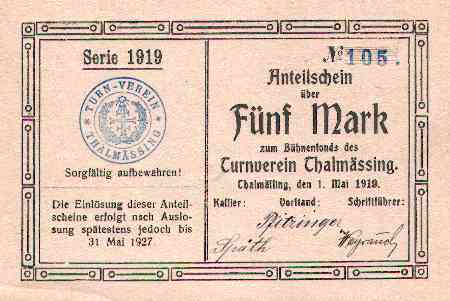 Serie 1919
TURN-VEREIN
THALMÄSSING
Sorgfältig aufbewahren!
Die Einlösung dieser Anteil-
scheine erfolgt nach Auslo-
sung spätestens jedoch bis
31 Mai 1927
№ 105.
Anteilschein
über
Fünf Mark
zum Bühnenfonds des
Turnverein Thalmässing.
Thalmässing, den 1. Mai 1919.
Kassier: Vorstand: Schriftführer:
Pfitzinger
Späth Weyrauch